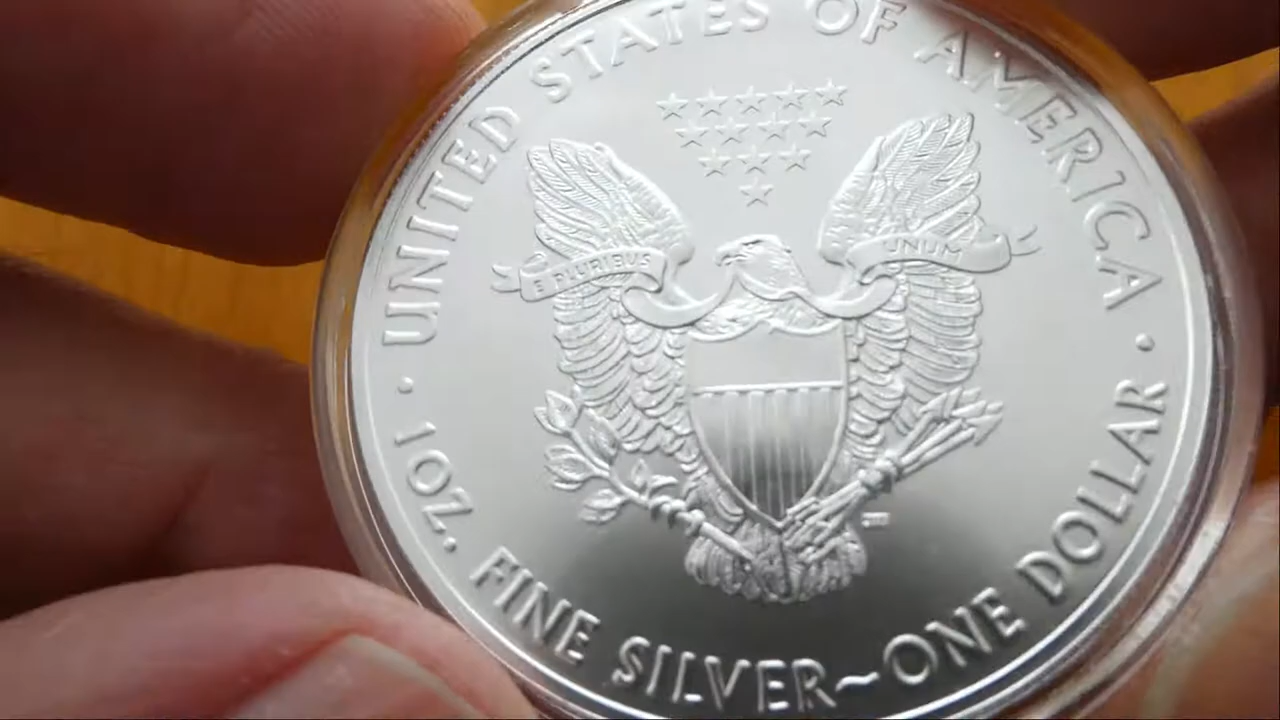 · UNITED STATES OF AMERICA ·
E PLURIBUS
UNUM
1 OZ. FINE SILVER~ONE DOLLAR